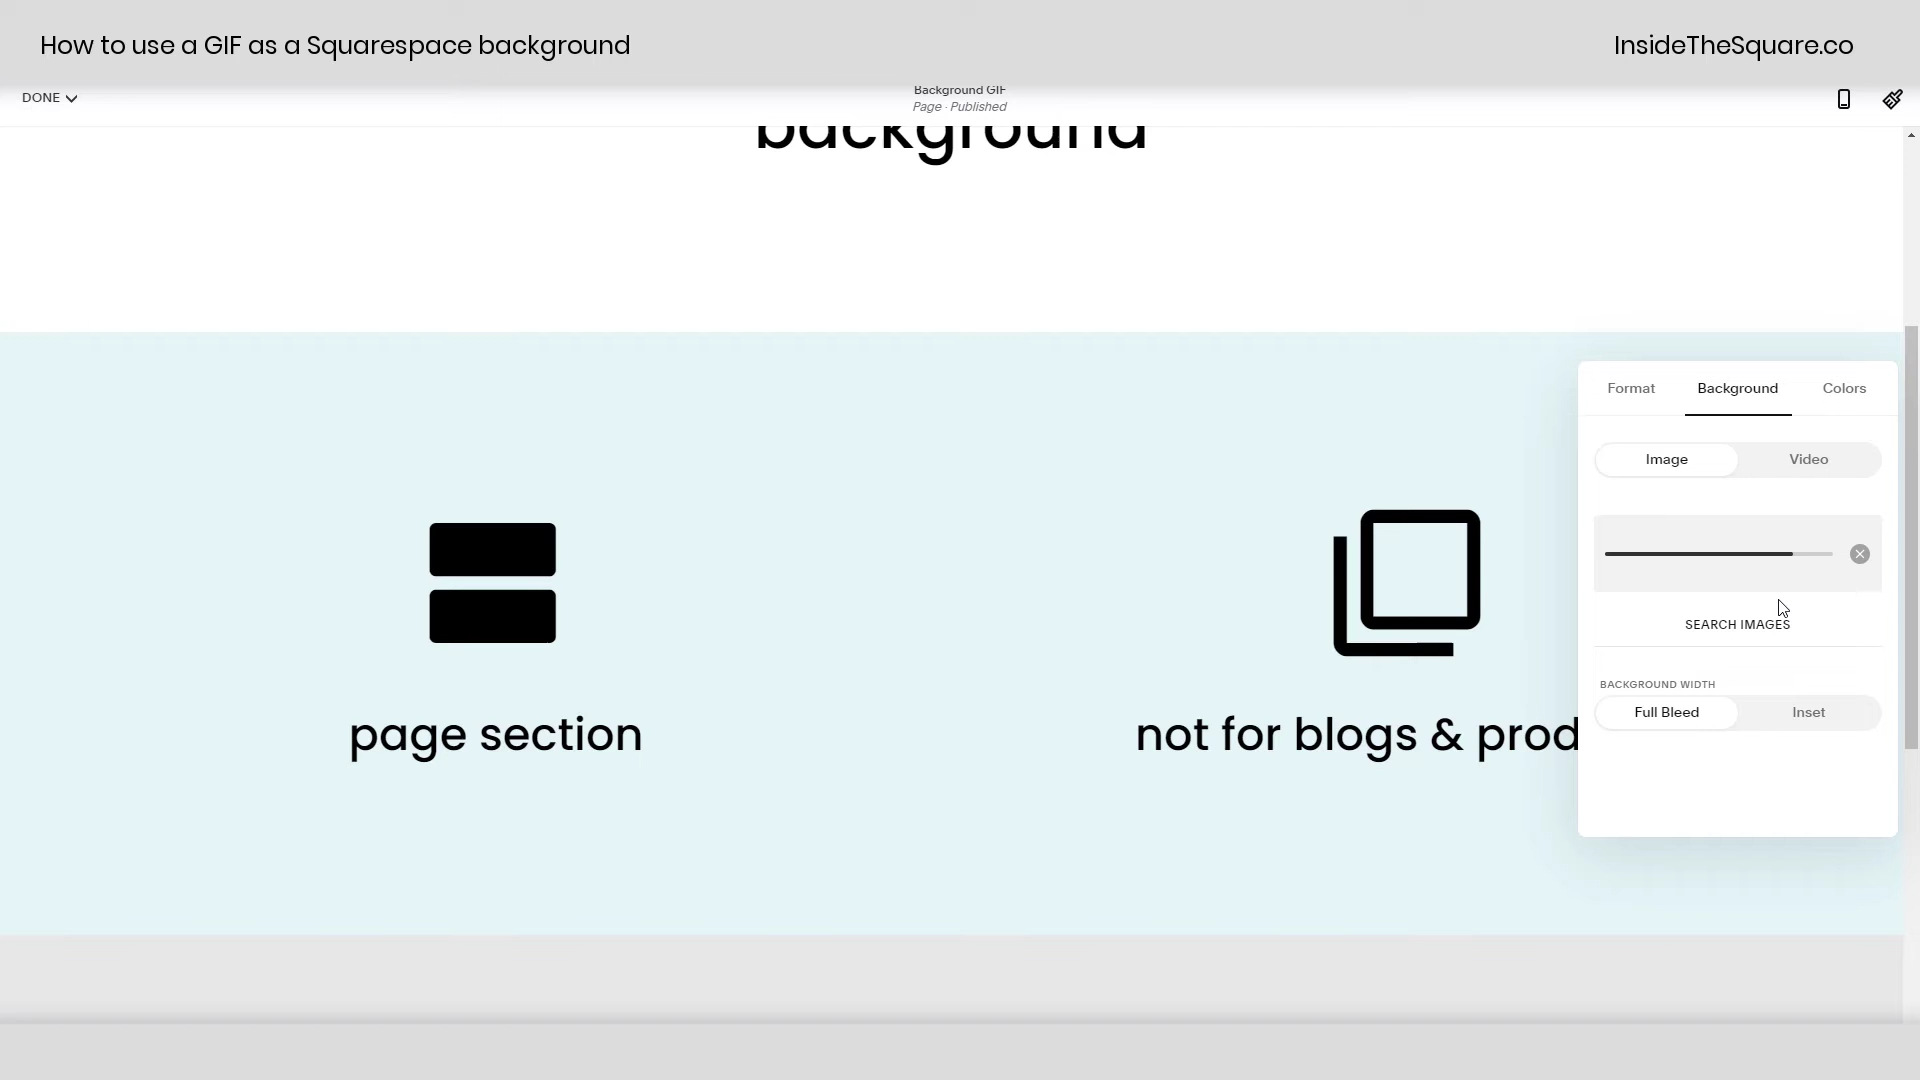 How to use a GIF as a Squarespace background
InsideTheSquare.co
DONE
Background GIF
Page · Published
background
Format
Background
Colors
Image
Video
SEARCH IMAGES
BACKGROUND WIDTH
Full Bleed
Inset
page section
not for blogs & prod